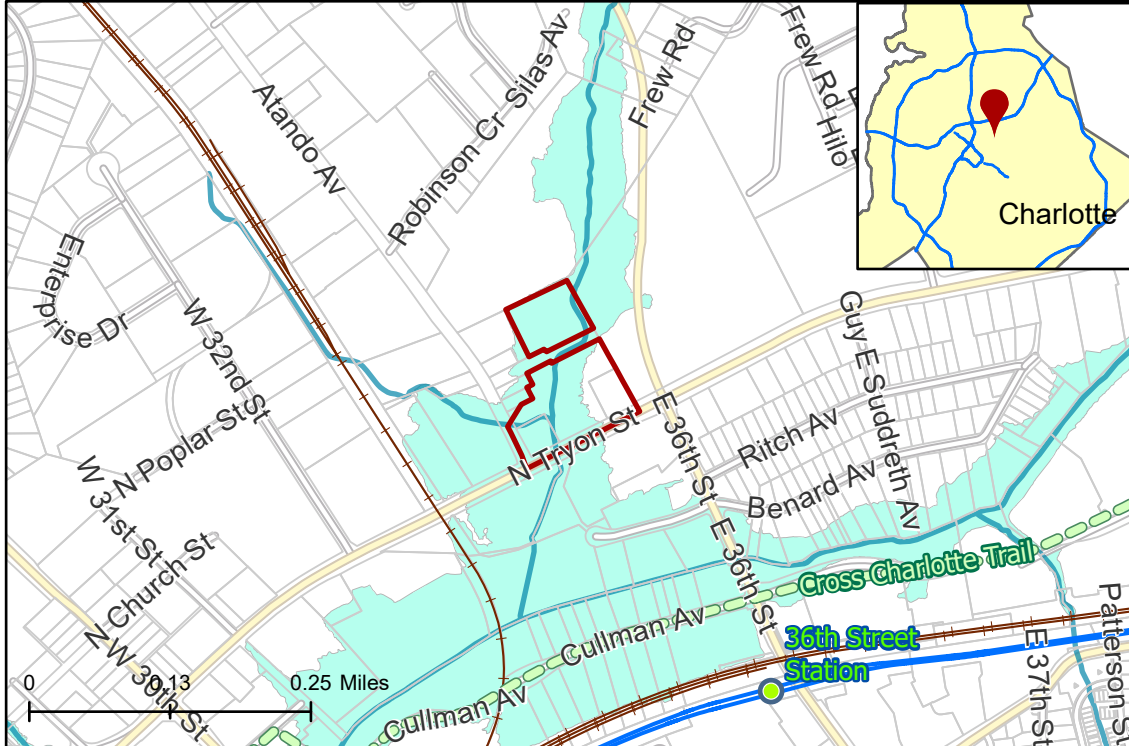 Atando Av
Robinson Cr
Silas Av
Frew Rd
Frew Rd
Hilo
Charlotte
Enterprise Dr
W 32nd St
N Poplar St
W 31st St
N Church St
N W 30th St
N Tryon St
E 36th St
Guy E Suddreth Av
Ritch Av
Benard Av
E 36th St
Cross Charlotte Trail
Cullman Av
Cullman Av
36th Street
Station
E 37th St
Patterson St
0 0.13 0.25 Miles